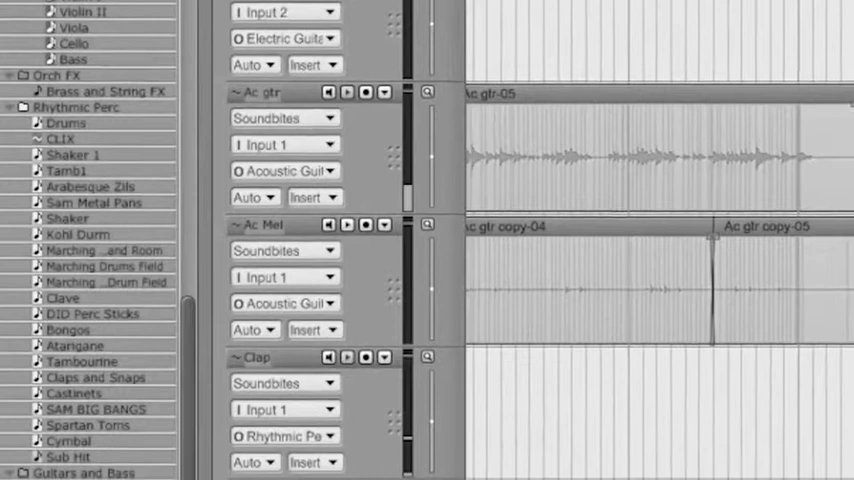 Violin II
Viola
Cello
Bass
Orch FX
Brass and String FX
Rhythmic Perc
Drums
CLIX
Shaker 1
Tamb1
Arabesque Zils
Sam Metal Pans
Shaker
Kohl Durm
Marching ...and Room
Marching Drums Field
Marching ...Drum Field
Clave
DID Perc Sticks
Bongos
Atarigane
Tambourine
Claps and Snaps
Castinets
SAM BIG BANGS
Spartan Toms
Cymbal
Sub Hit
Guitars and Bass
I Input 2
O Electric Guita
Auto Insert
Ac gtr
Soundbites
I Input 1
O Acoustic Guit
Auto Insert
Ac Mel
Soundbites
I Input 1
O Acoustic Guit
Auto Insert
Clap
Soundbites
I Input 1
O Rhythmic Pe
Auto Insert
Ac gtr-05
Ac gtr copy-04
Ac gtr copy-05